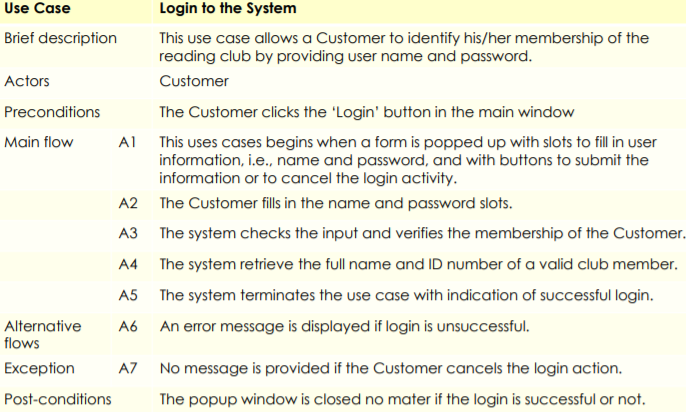 Use Case Login to the System
Brief description This use case allows a Customer to identify his/her membership of the
reading club by providing user name and password.
Actors Customer
Preconditions The Customer clicks the ‘Login’ button in the main window
Main flow A1 This uses cases begins when a form is popped up with slots to fill in user
information, i.e., name and password, and with buttons to submit the
information or to cancel the login activity.
A2 The Customer fills in the name and password slots.
A3 The system checks the input and verifies the membership of the Customer.
A4 The system retrieve the full name and ID number of a valid club member.
A5 The system terminates the use case with indication of successful login.
Alternative A6 An error message is displayed if login is unsuccessful.
flows
Exception A7 No message is provided if the Customer cancels the login action.
Post-conditions The popup window is closed no mater if the login is successful or not.